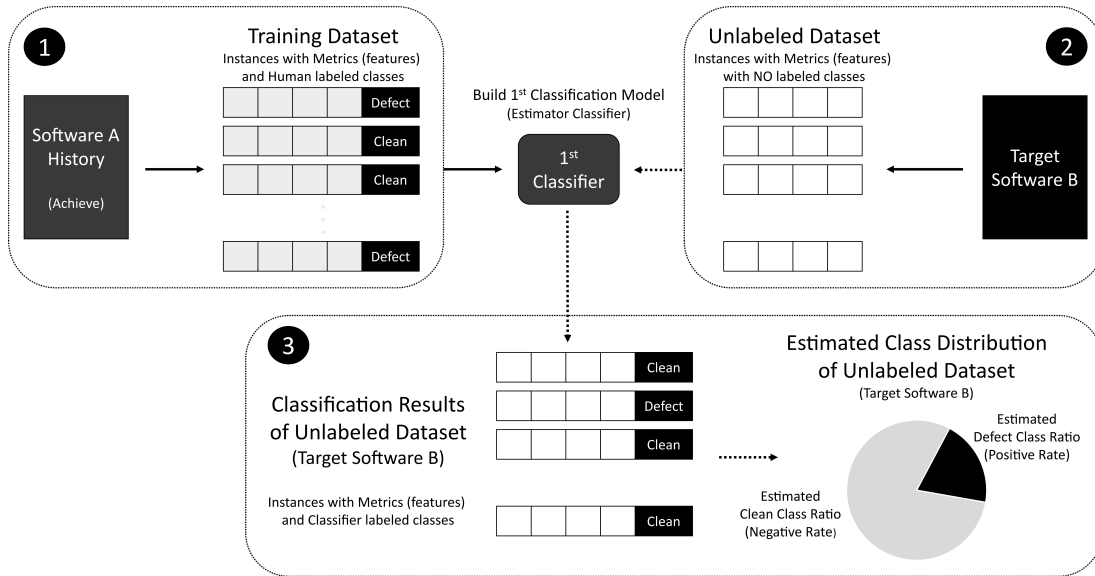 1
Training Dataset
Instances with Metrics (features)
and Human labeled classes
Software A
History
(Achieve)
Defect
Clean
Clean
Defect
Build 1st Classification Model
(Estimator Classifier)
1st
Classifier
2
Unlabeled Dataset
Instances with Metrics (features)
with NO labeled classes
Target
Software B
3
Classification Results
of Unlabeled Dataset
(Target Software B)
Instances with Metrics (features)
and Classifier labeled classes
Clean
Defect
Clean
Clean
Estimated Class Distribution
of Unlabeled Dataset
(Target Software B)
Estimated
Defect Class Ratio
(Positive Rate)
Estimated
Clean Class Ratio
(Negative Rate)